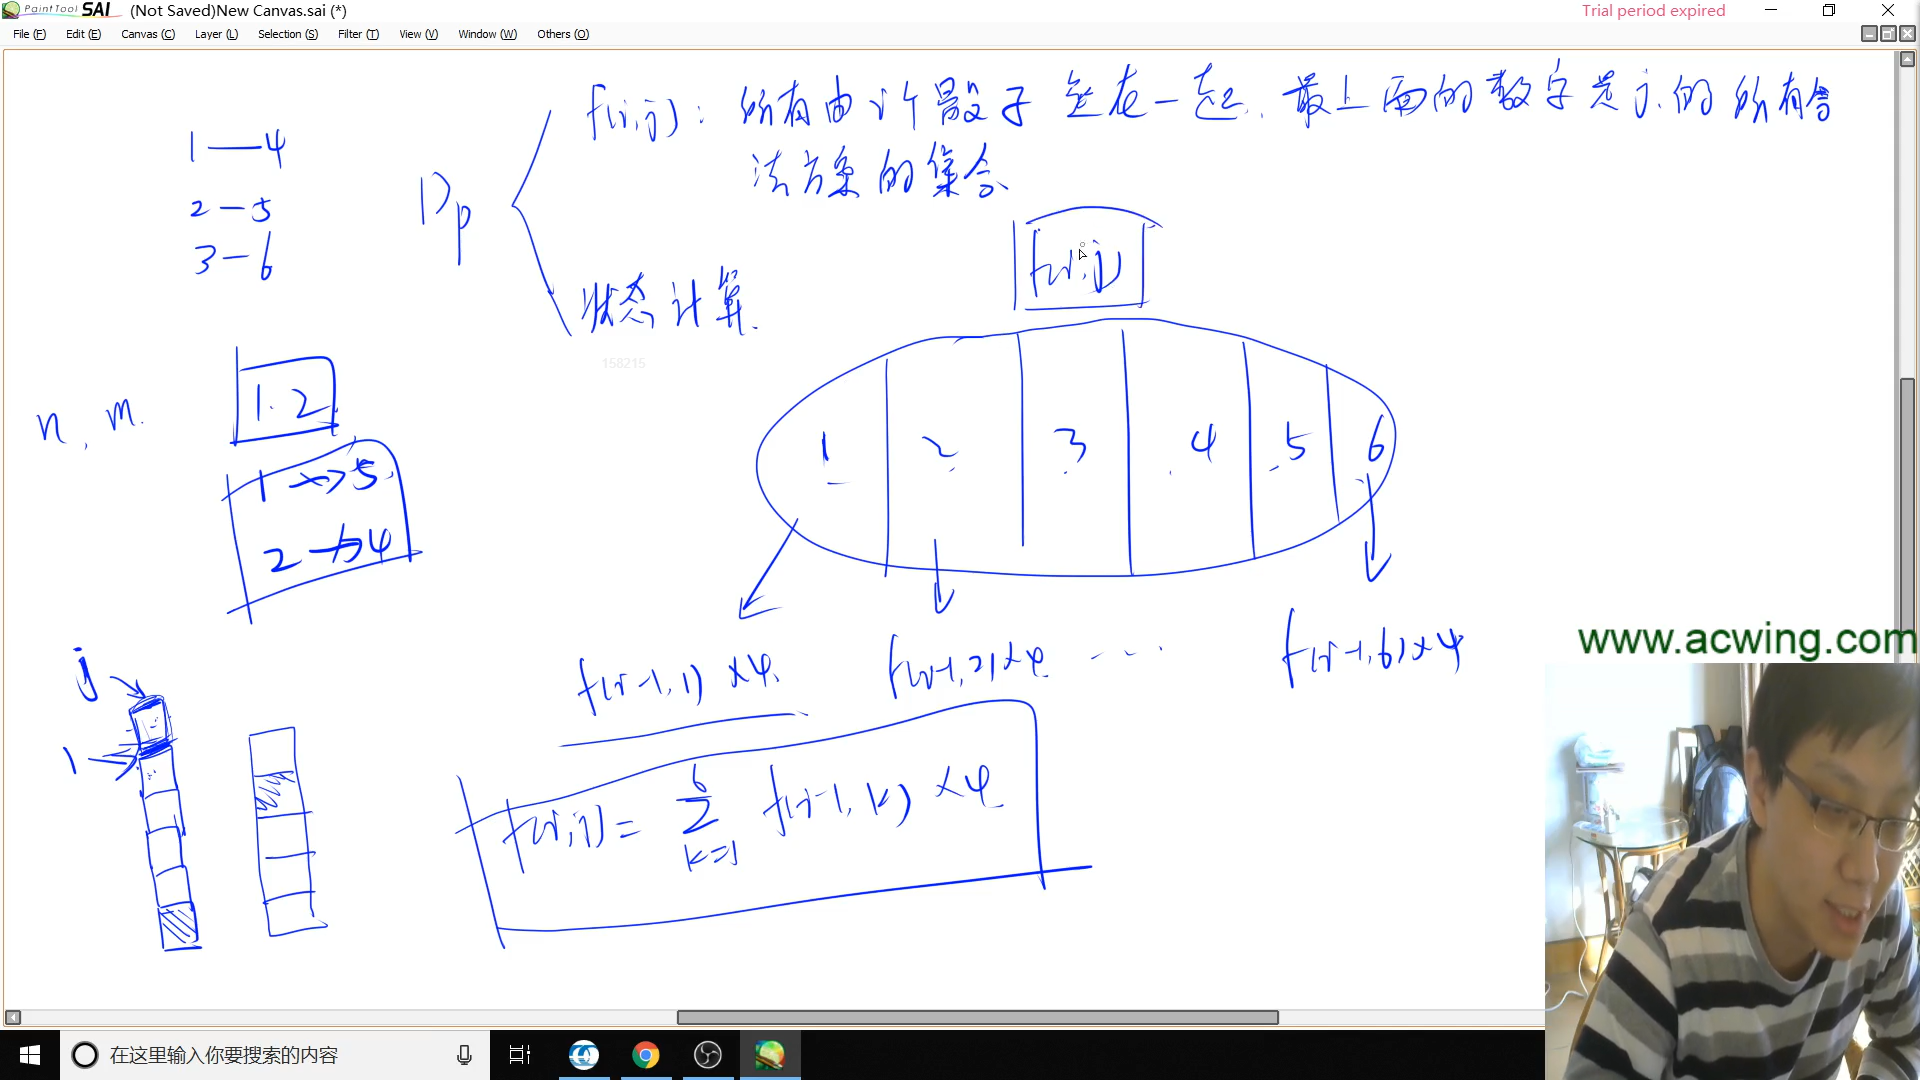 PaintTool SAI (Not Saved)New Canvas.sai (*)
Trial period expired
File (F) Edit (E) Canvas (C) Layer (L) Selection (S) Filter (T) View (V) Window (W) Others (O)
f(i,j): 所有由i个骰子垒在一起,最上面的数字是j的所有合
法方案的集合
1—4
2—5
3—6
Dp
f(i,j)
状态计算.
158215
n, m.
1. 2
1 -> 5
2 -> 4
1 2 3 4 5 6
f(i-1, 1) x4
f(i-1, 2) x4 ...
f(i-1, 6) x4
www.acwing.com
j
1
6
f(i,j) = Σ f(i-1, k) x4
k=1
在这里输入你要搜索的内容